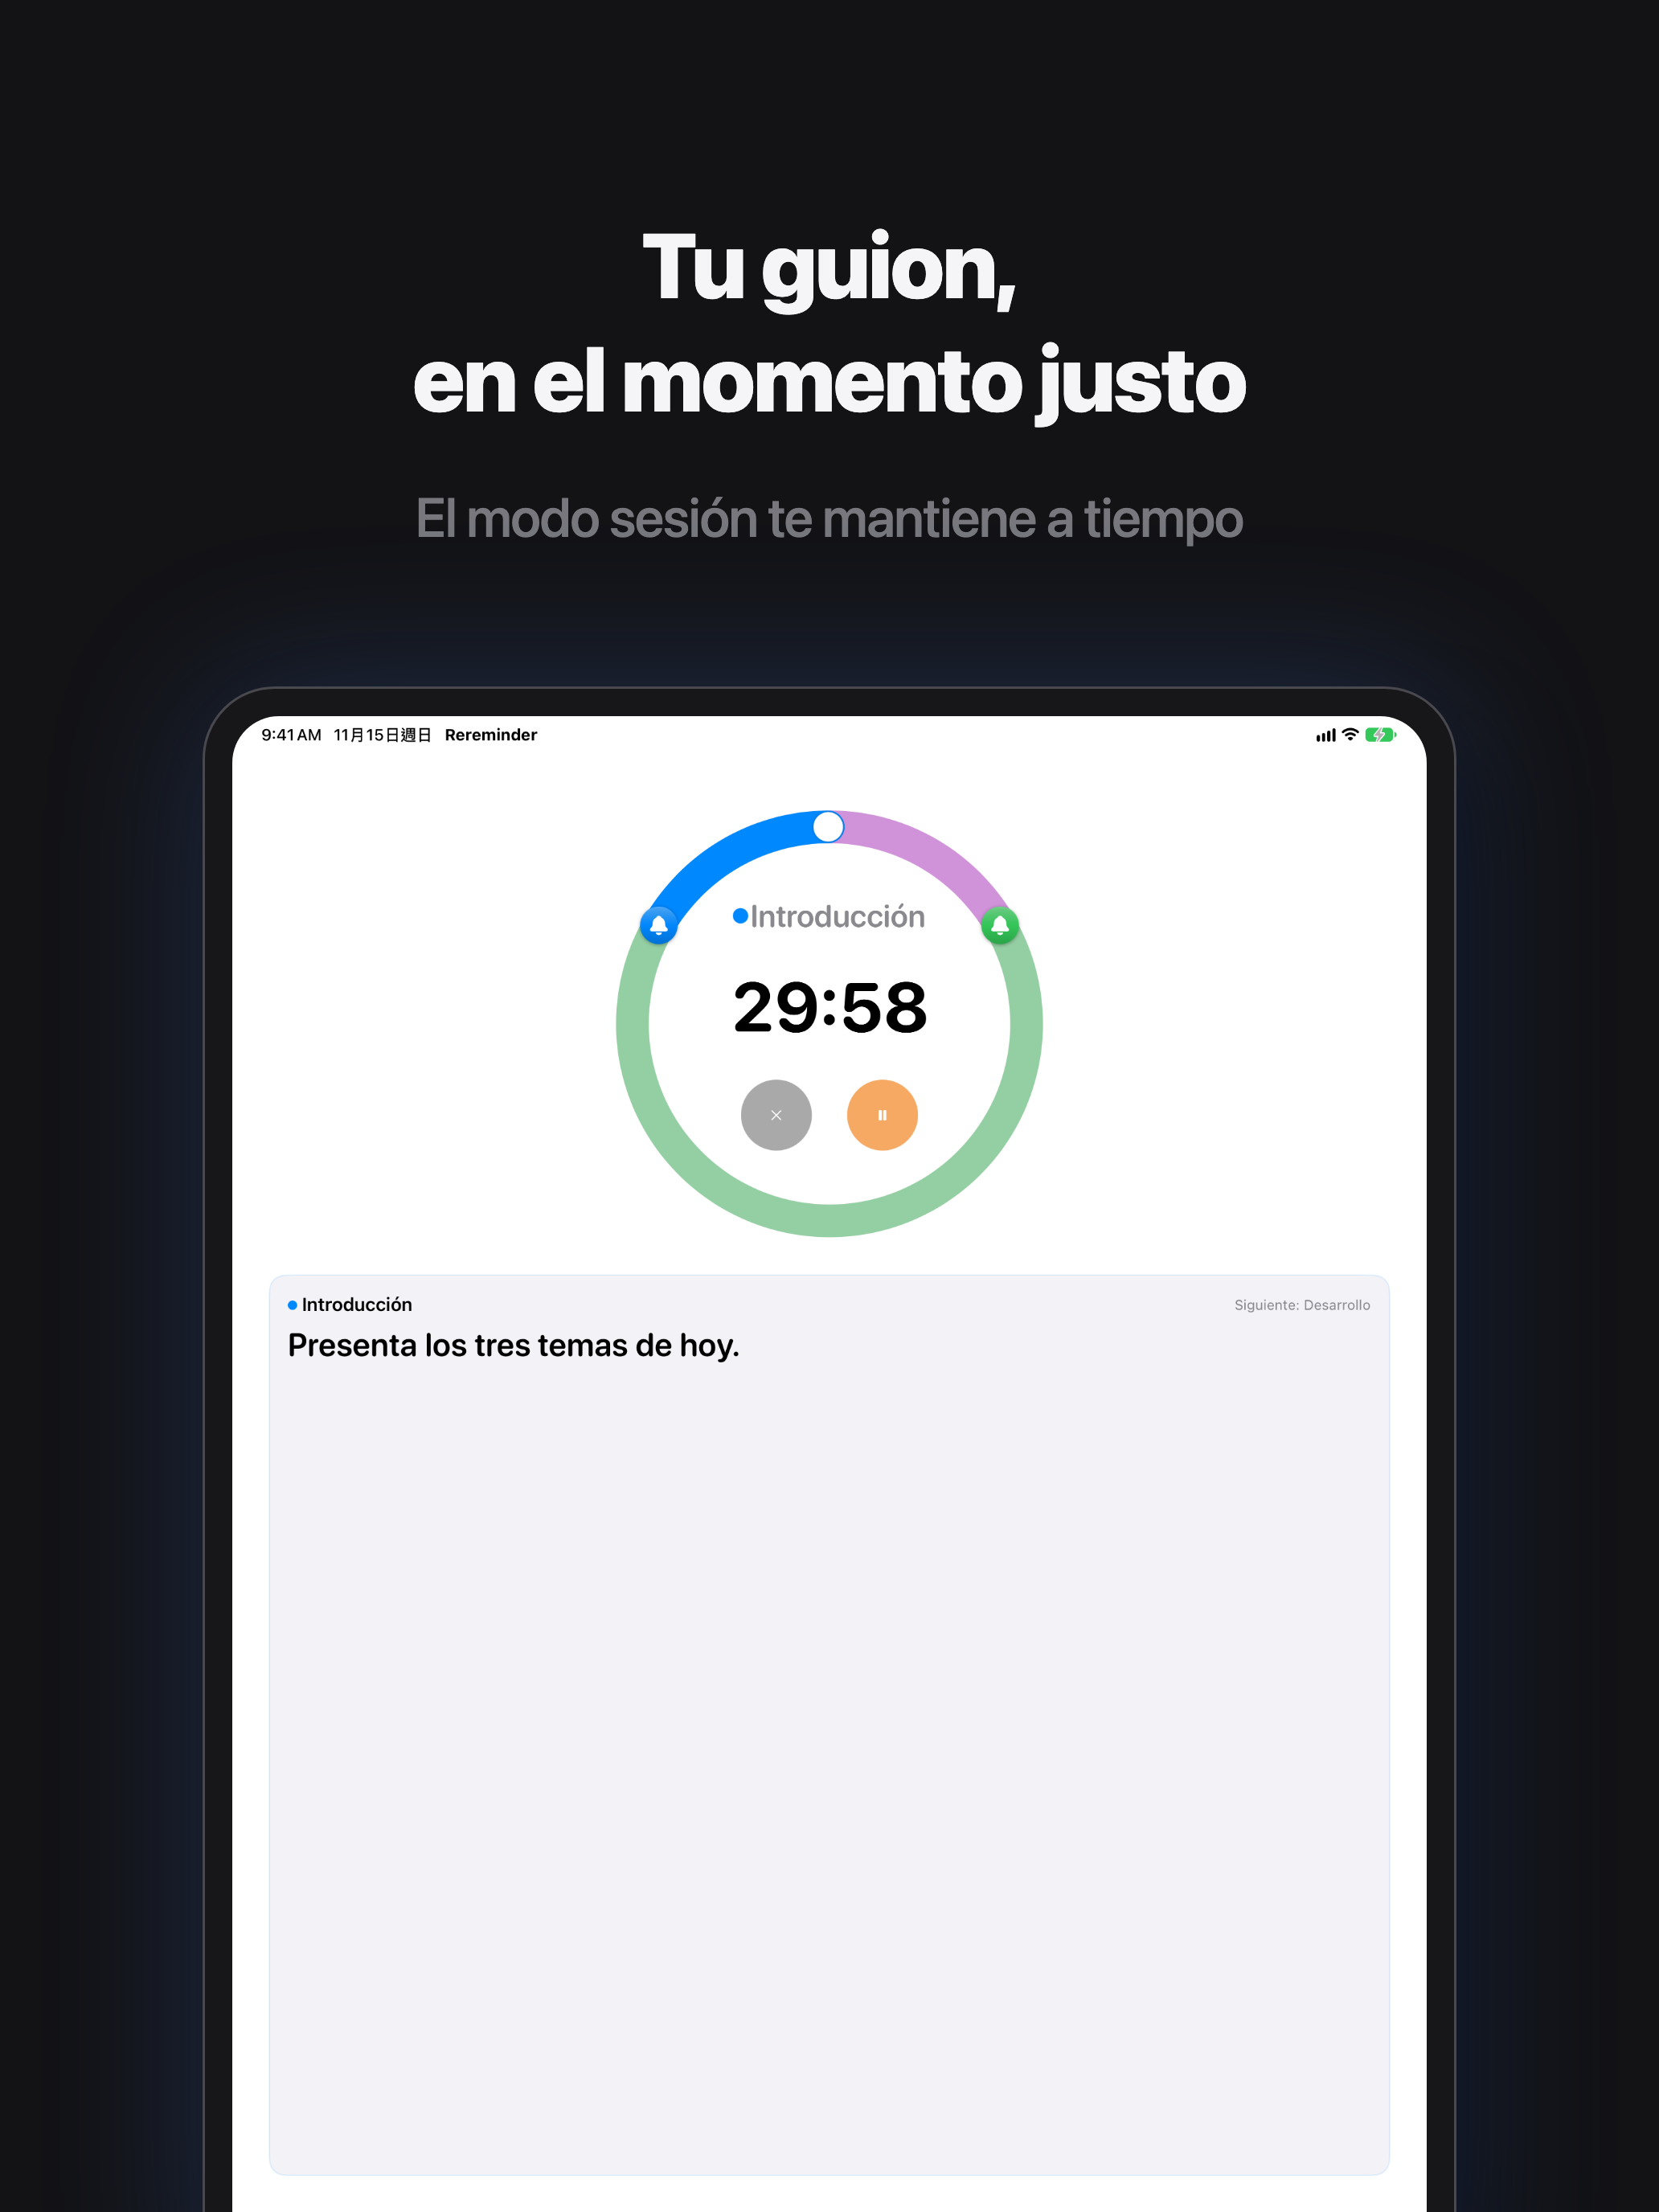 Tu guion,
en el momento justo
El modo sesión te mantiene a tiempo
9:41 AM 11月15日週日 Rereminder
Introducción
29:58
Introducción
Siguiente: Desarrollo
Presenta los tres temas de hoy.